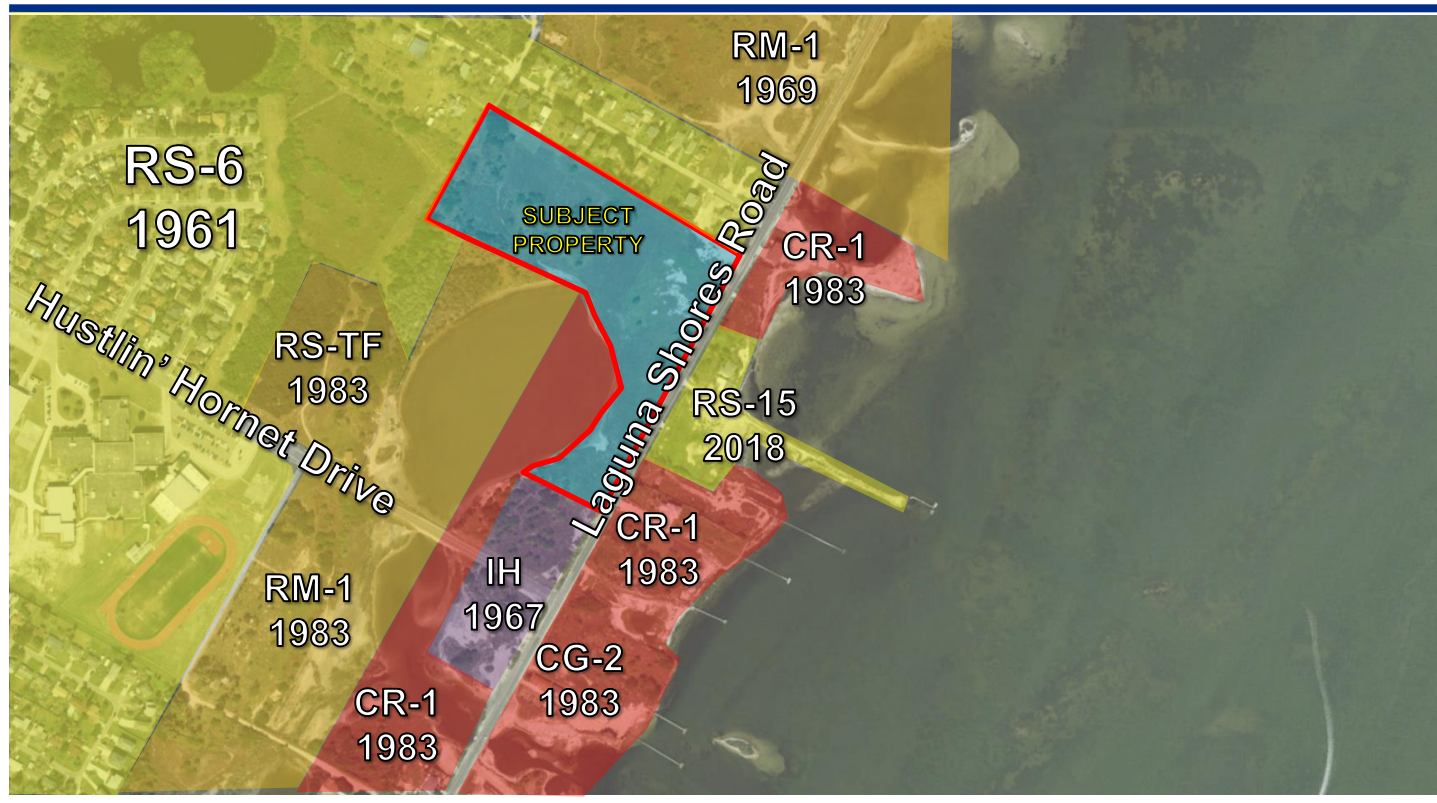 RM-1
1969
RS-6
1961
SUBJECT
PROPERTY
Laguna Shores Road
CR-1
1983
Hustlin’ Hornet Drive
RS-TF
1983
RS-15
2018
CR-1
1983
IH
1967
RM-1
1983
CG-2
1983
CR-1
1983